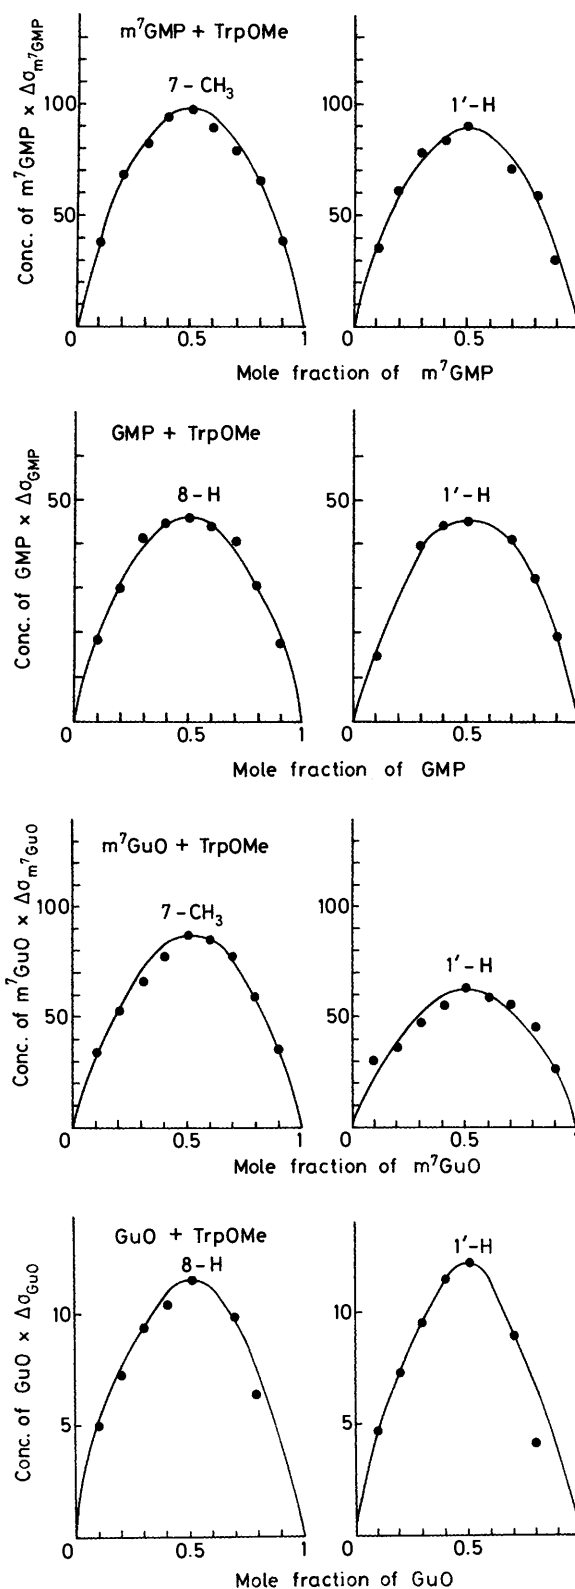 m⁷GMP + TrpOMe
Conc. of m⁷GMP × Δσm⁷GMP
7-CH₃
1′-H
100
50
0 0.5 1
0 0.5 1
Mole fraction of m⁷GMP
GMP + TrpOMe
Conc. of GMP × ΔσGMP
8-H
1′-H
50
0 0.5 1
0 0.5
Mole fraction of GMP
m⁷GuO + TrpOMe
Conc. of m⁷GuO × Δσm⁷GuO
7-CH₃
1′-H
100 100
50 50
0 0.5 1
0 0.5 1
Mole fraction of m⁷GuO
GuO + TrpOMe
Conc. of GuO × ΔσGuO
8-H
1′-H
10 10
5 5
0 0.5 1
0 0.5
Mole fraction of GuO